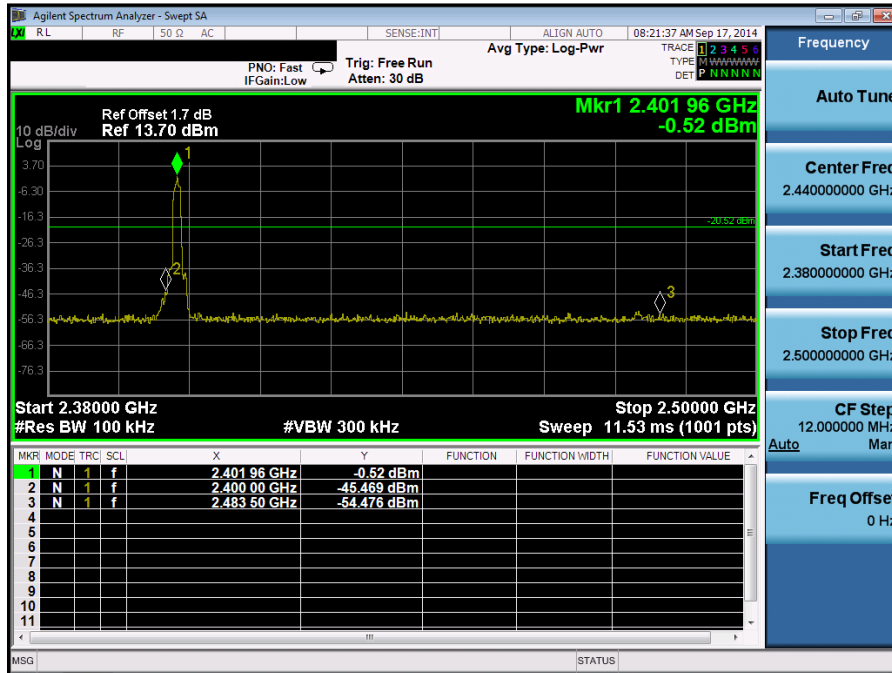 Agilent Spectrum Analyzer - Swept SA
LXI RL RF 50 Ω AC SENSE:INT ALIGN AUTO 08:21:37 AM Sep 17, 2014
Avg Type: Log-Pwr
TRACE 1 2 3 4 5 6
TYPE M WWWWW
DET P N N N N N
PNO: Fast
IFGain:Low
Trig: Free Run
Atten: 30 dB
Frequency
Mkr1 2.401 96 GHz
-0.52 dBm
Ref Offset 1.7 dB
Ref 13.70 dBm
10 dB/div
Log
1
3.70
-6.30
-16.3
-20.52 dBm
-26.3
-36.3
2
-46.3
3
-56.3
-66.3
-76.3
Start 2.38000 GHz
Stop 2.50000 GHz
#Res BW 100 kHz
#VBW 300 kHz
Sweep 11.53 ms (1001 pts)
MKR MODE TRC SCL X Y FUNCTION FUNCTION WIDTH FUNCTION VALUE
1 N 1 f 2.401 96 GHz -0.52 dBm
2 N 1 f 2.400 00 GHz -45.469 dBm
3 N 1 f 2.483 50 GHz -54.476 dBm
4
5
6
7
8
9
10
11
MSG
STATUS
Auto Tune
Center Freq
2.440000000 GHz
Start Freq
2.380000000 GHz
Stop Freq
2.500000000 GHz
CF Step
12.000000 MHz
Auto Man
Freq Offset
0 Hz